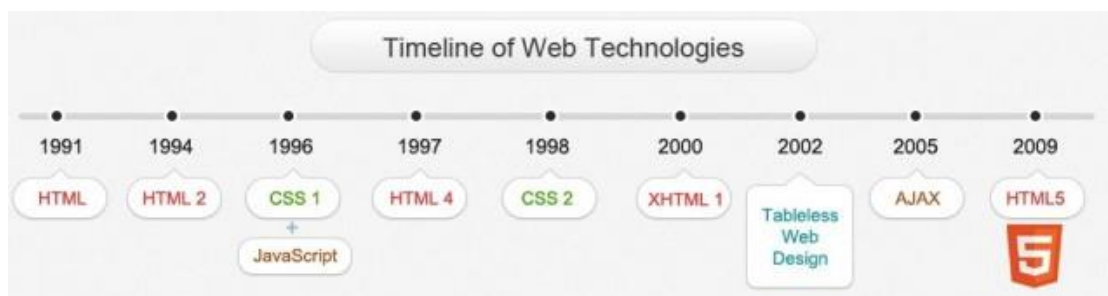 Timeline of Web Technologies
1991 1994 1996 1997 1998 2000 2002 2005 2009
HTML HTML 2 CSS 1 HTML 4 CSS 2 XHTML 1 Tableless AJAX HTML5
+
Web
JavaScript
Design
5